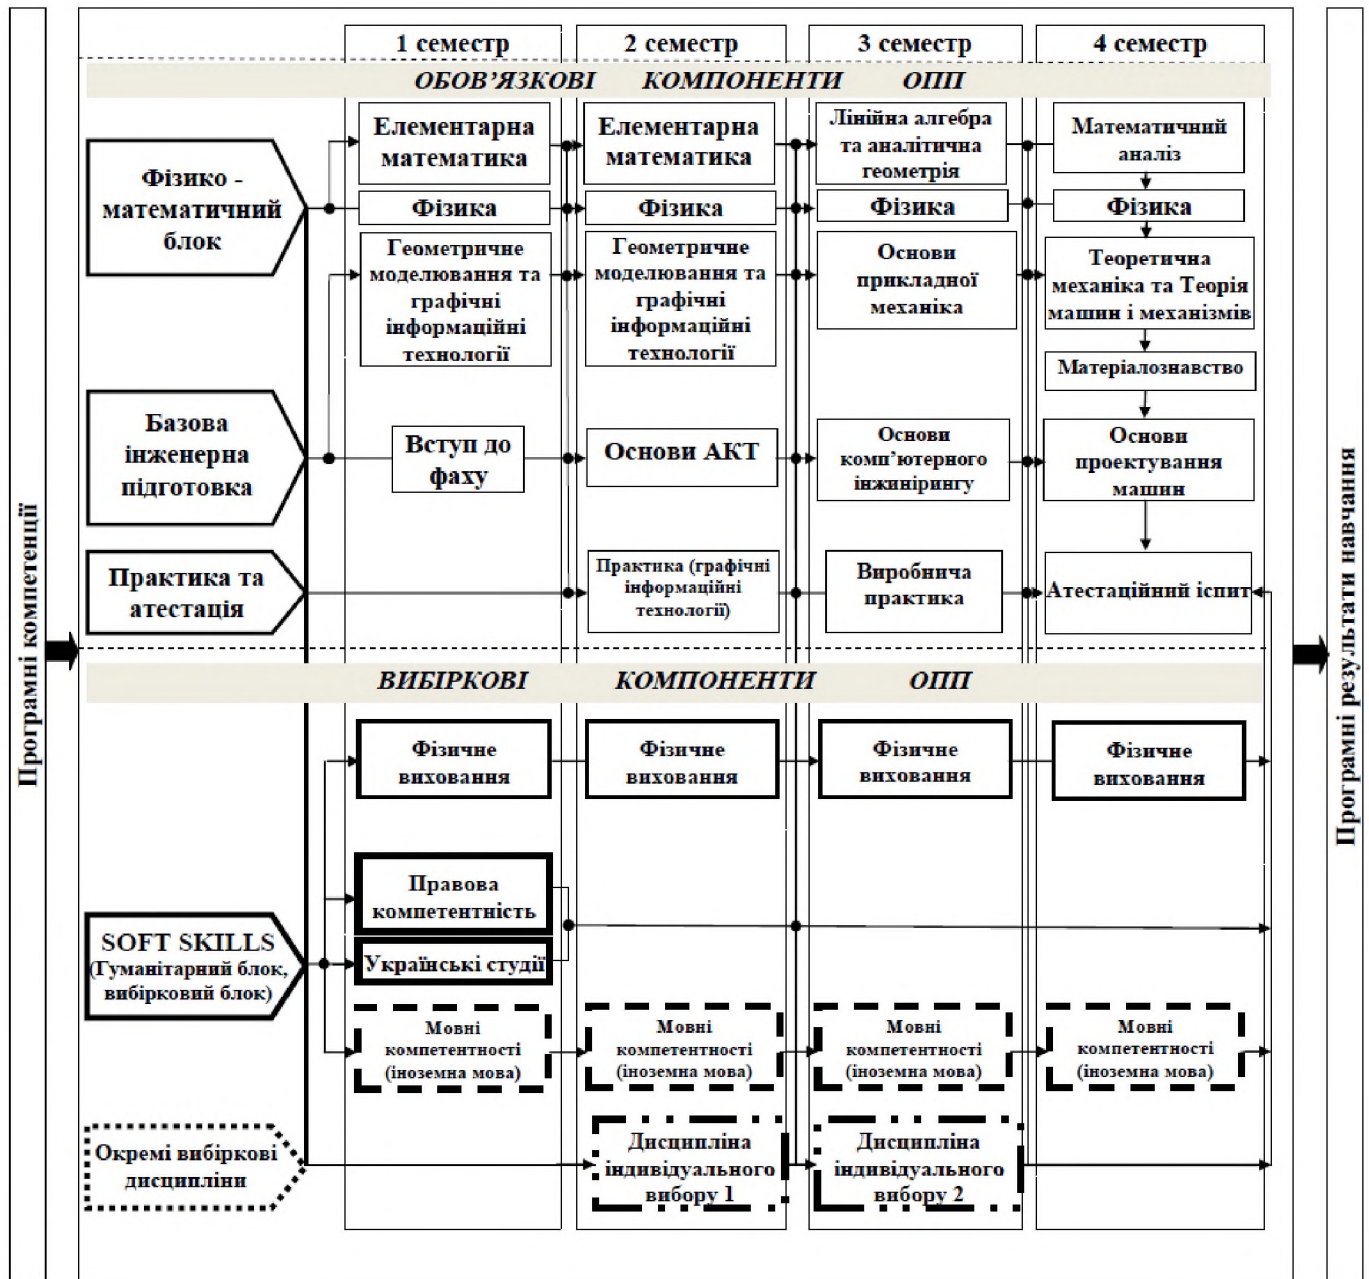 1 семестр
2 семестр
3 семестр
4 семестр
ОБОВ’ЯЗКОВІ КОМПОНЕНТИ ОПП
Фізико -
математичний
блок
Елементарна
математика
Елементарна
математика
Лінійна алгебра
та аналітична
геометрія
Математичний
аналіз
Фізика
Фізика
Фізика
Фізика
Геометричне
моделювання та
графічні
інформаційні
технології
Геометричне
моделювання та
графічні
інформаційні
технології
Основи
прикладної
механіка
Теоретична
механіка та Теорія
машин і механізмів
Матеріалознавство
Базова
інженерна
підготовка
Вступ до
фаху
Основи АКТ
Основи
комп’ютерного
інжинірингу
Основи
проектування
машин
Практика та
атестація
Практика (графічні
інформаційні
технології)
Виробнича
практика
Атестаційний іспит
ВИБІРКОВІ КОМПОНЕНТИ ОПП
Фізичне
виховання
Фізичне
виховання
Фізичне
виховання
Фізичне
виховання
SOFT SKILLS
(Гуманітарний блок,
вибірковий блок)
Правова
компетентність
Українські студії
Мовні
компетентності
(іноземна мова)
Мовні
компетентності
(іноземна мова)
Мовні
компетентності
(іноземна мова)
Мовні
компетентності
(іноземна мова)
Окремі вибіркові
дисципліни
Дисципліна
індивідуального
вибору 1
Дисципліна
індивідуального
вибору 2
Програмні компетенції
Програмні результати навчання